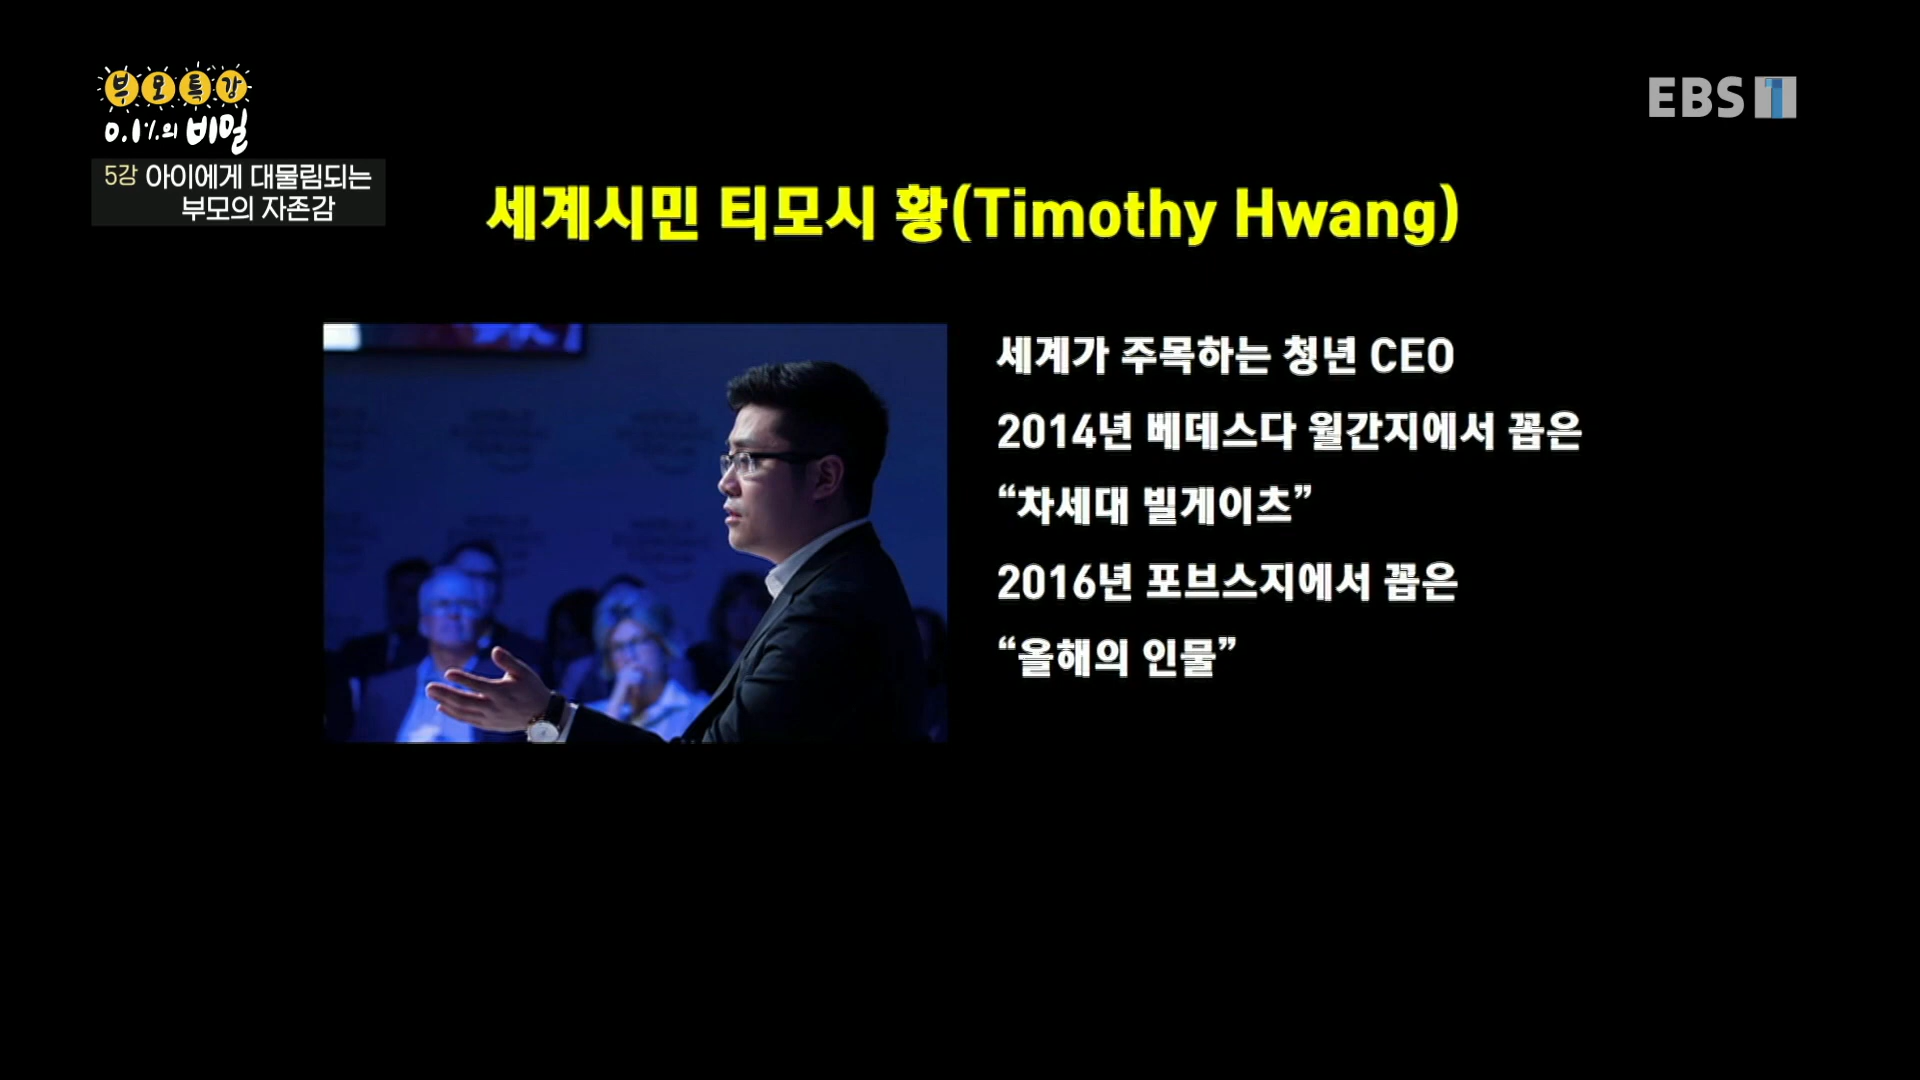 부모특강
0.1%의 비밀
5강 아이에게 대물림되는
부모의 자존감
EBS 1
세계시민 티모시 황(Timothy Hwang)
세계가 주목하는 청년 CEO
2014년 베데스다 월간지에서 꼽은
“차세대 빌게이츠”
2016년 포브스지에서 꼽은
“올해의 인물”